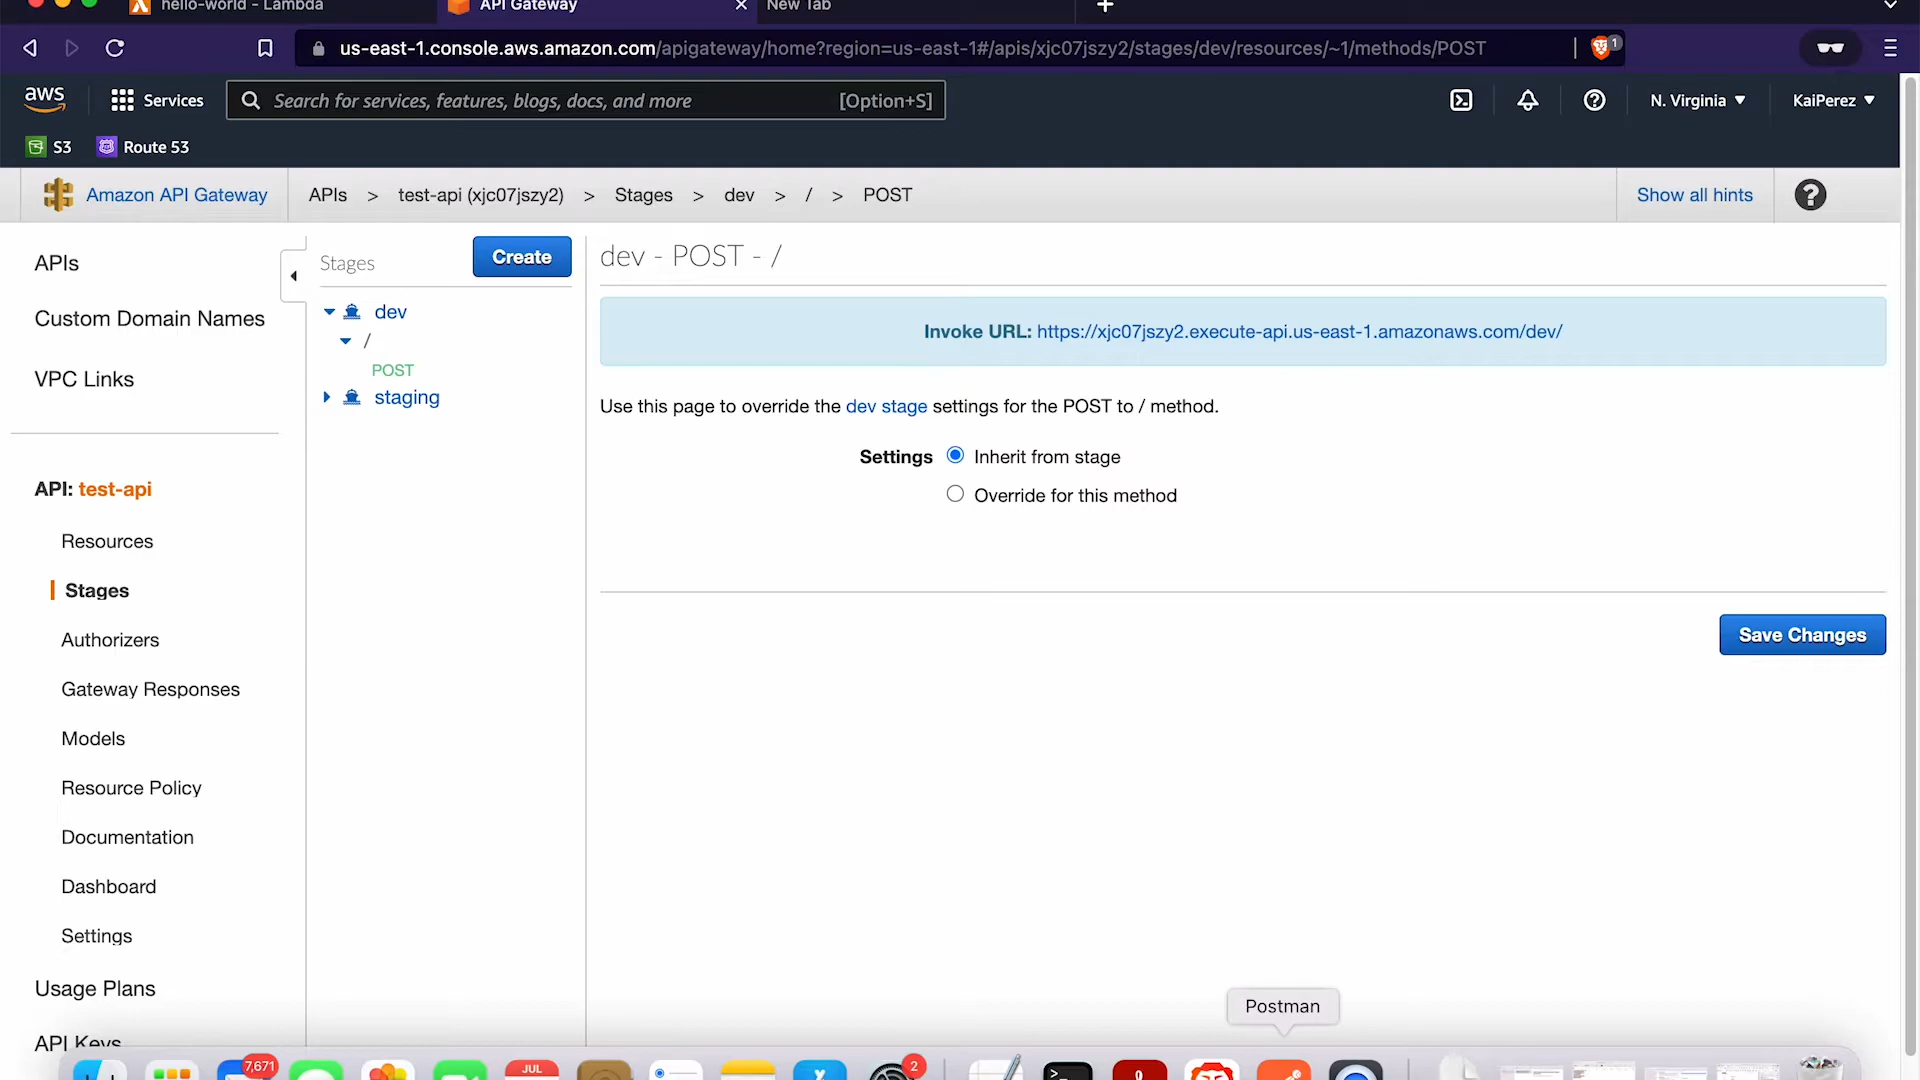 hello-world - Lambda
API Gateway
New Tab
us-east-1.console.aws.amazon.com/apigateway/home?region=us-east-1#/apis/xjc07jszy2/stages/dev/resources/~1/methods/POST
1
aws
Services
Search for services, features, blogs, docs, and more
[Option+S]
N. Virginia
KaiPerez
S3
Route 53
Amazon API Gateway
APIs > test-api (xjc07jszy2) > Stages > dev > / > POST
Show all hints
APIs
Custom Domain Names
VPC Links
API: test-api
Resources
Stages
Authorizers
Gateway Responses
Models
Resource Policy
Documentation
Dashboard
Settings
Usage Plans
API Keys
Stages
Create
dev
/
POST
staging
dev - POST - /
Invoke URL: https://xjc07jszy2.execute-api.us-east-1.amazonaws.com/dev/
Use this page to override the dev stage settings for the POST to / method.
Settings
Inherit from stage
Override for this method
Save Changes
Postman
7,671
JUL
2